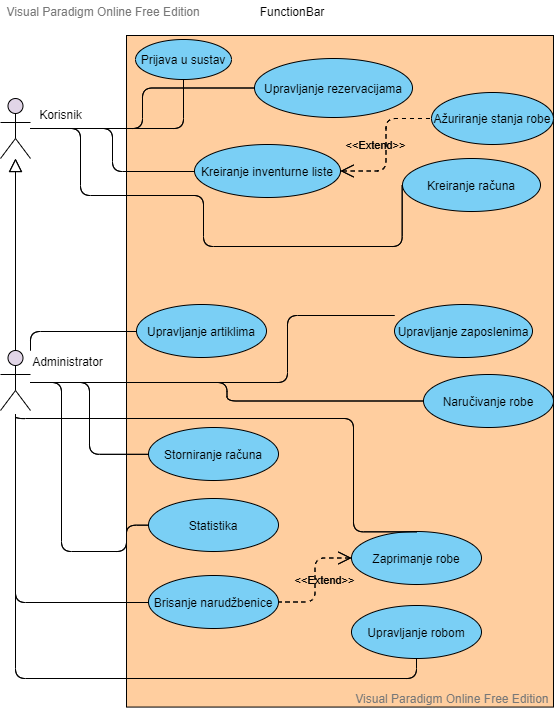 Visual Paradigm Online Free Edition
FunctionBar
Prijava u sustav
Upravljanje rezervacijama
Korisnik
Ažuriranje stanja robe
<<Extend>>
Kreiranje inventurne liste
Kreiranje računa
Upravljanje artiklima
Upravljanje zaposlenima
Administrator
Naručivanje robe
Storniranje računa
Statistika
Zaprimanje robe
<<Extend>>
Brisanje narudžbenice
Upravljanje robom
Visual Paradigm Online Free Edition